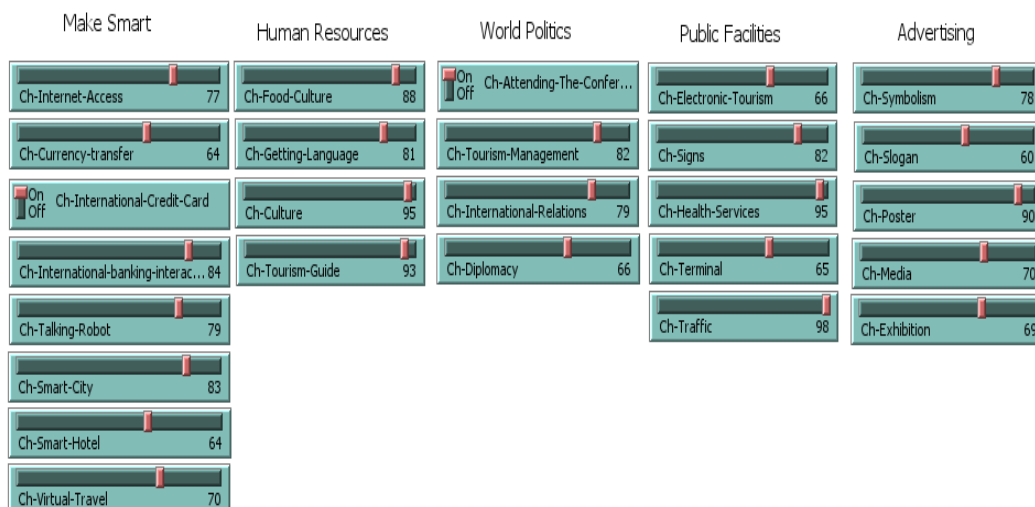 Make Smart
Ch-Internet-Access 77
Ch-Currency-transfer 64
On
Off
Ch-International-Credit-Card
Ch-International-banking-interac... 84
Ch-Talking-Robot 79
Ch-Smart-City 83
Ch-Smart-Hotel 64
Ch-Virtual-Travel 70
Human Resources
Ch-Food-Culture 88
Ch-Getting-Language 81
Ch-Culture 95
Ch-Tourism-Guide 93
World Politics
On
Off
Ch-Attending-The-Confer...
Ch-Tourism-Management 82
Ch-International-Relations 79
Ch-Diplomacy 66
Public Facilities
Ch-Electronic-Tourism 66
Ch-Signs 82
Ch-Health-Services 95
Ch-Terminal 65
Ch-Traffic 98
Advertising
Ch-Symbolism 78
Ch-Slogan 60
Ch-Poster 90
Ch-Media 70
Ch-Exhibition 69